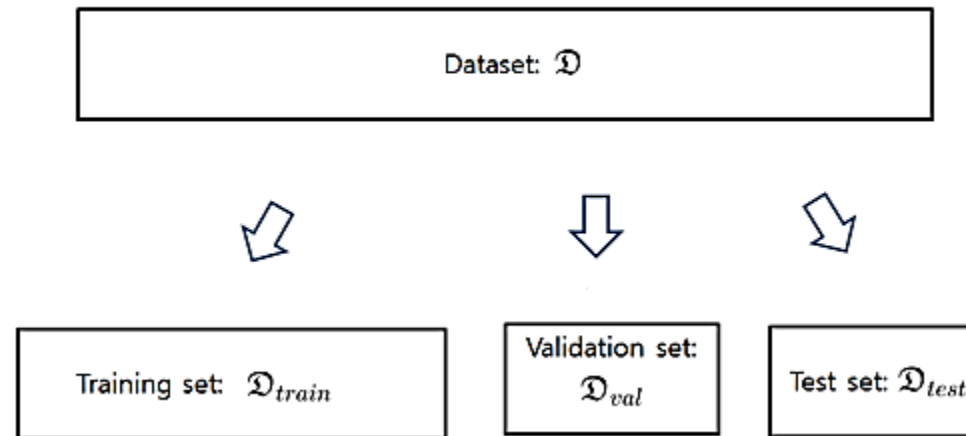 Dataset: 𝔇
Training set: 𝔇_train
Validation set:
𝔇_val
Test set: 𝔇_test